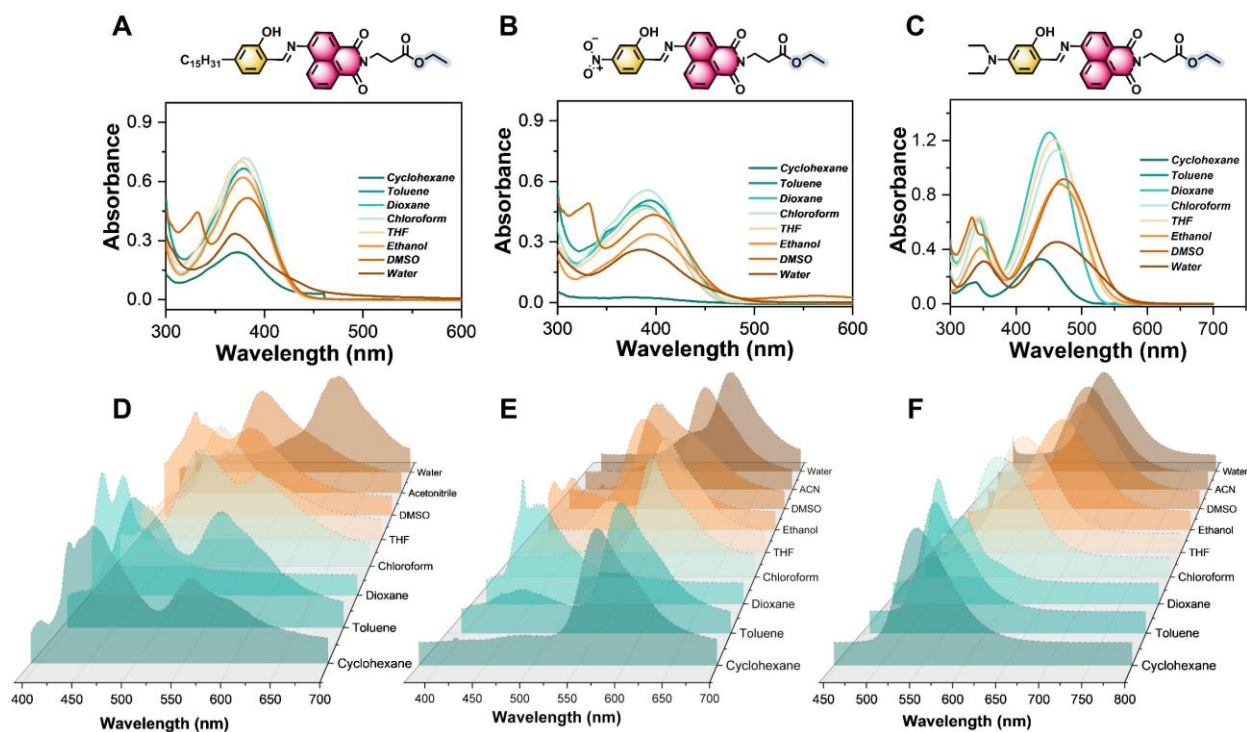 A
B
C
OH
C15H31
N
O
N
O
O
O
O−
N+
O
OH
N
O
N
O
O
O
N
OH
N
O
N
O
O
O
Absorbance
0.9
0.6
0.3
0.0
300 400 500 600
Wavelength (nm)
Cyclohexane
Toluene
Dioxane
Chloroform
THF
Ethanol
DMSO
Water
Absorbance
0.9
0.6
0.3
0.0
300 400 500 600
Wavelength (nm)
Cyclohexane
Toluene
Dioxane
Chloroform
THF
Ethanol
DMSO
Water
Absorbance
1.2
0.8
0.4
0.0
300 400 500 600 700
Wavelength (nm)
Cyclohexane
Toluene
Dioxane
Chloroform
THF
Ethanol
DMSO
Water
D
Water
Acetonitrile
DMSO
THF
Chloroform
Dioxane
Toluene
Cyclohexane
400 450 500 550 600 650 700
Wavelength (nm)
E
Water
ACN
DMSO
Ethanol
THF
Chloroform
Dioxane
Toluene
Cyclohexane
400 450 500 550 600 650 700
Wavelength (nm)
F
Water
ACN
DMSO
Ethanol
THF
Chloroform
Dioxane
Toluene
Cyclohexane
450 500 550 600 650 700 750 800
Wavelength (nm)